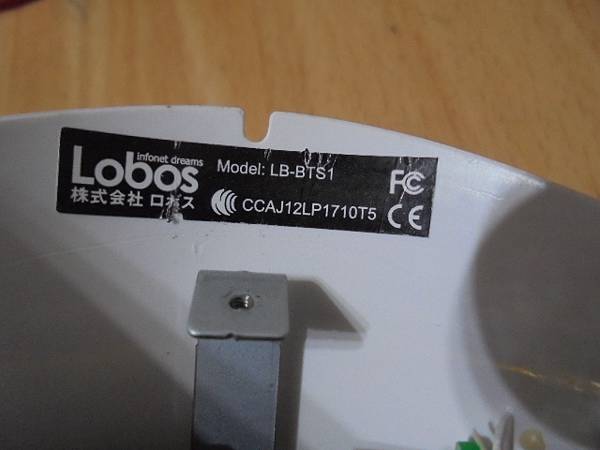 infonet dreams
Lobos
株式会社 ロボス
Model: LB-BTS1
CCAJ12LP1710T5
FC
CE